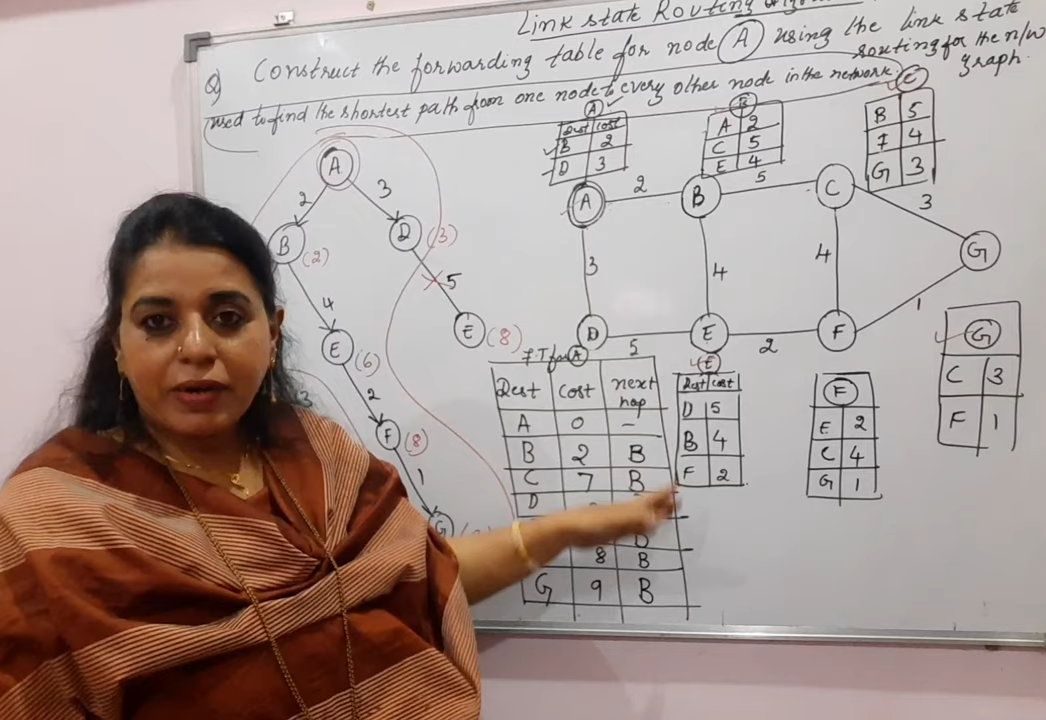 Link state Routing
Q) Construct the forwarding table for node A using the link state
routing for the n/w
graph.
used to find the shortest path from one node to every other node in the network
A
Dest cost
B 2
D 3
B
A 2
C 5
E 4
C
B 5
F 4
G 3
A
2
3
B
(2)
D
(3)
4
5
E
(6)
E
(8)
2
3
F
(8)
1
G
A
2
B
5
C
3
G
3
4
4
1
D
5
E
2
F
F.T for A
Dest Cost next hop
A 0 -
B 2 B
C 7 B
D
D
8 B
G 9 B
E
Dest cost
D 5
B 4
F 2
F
E 2
C 4
G 1
G
C 3
F 1